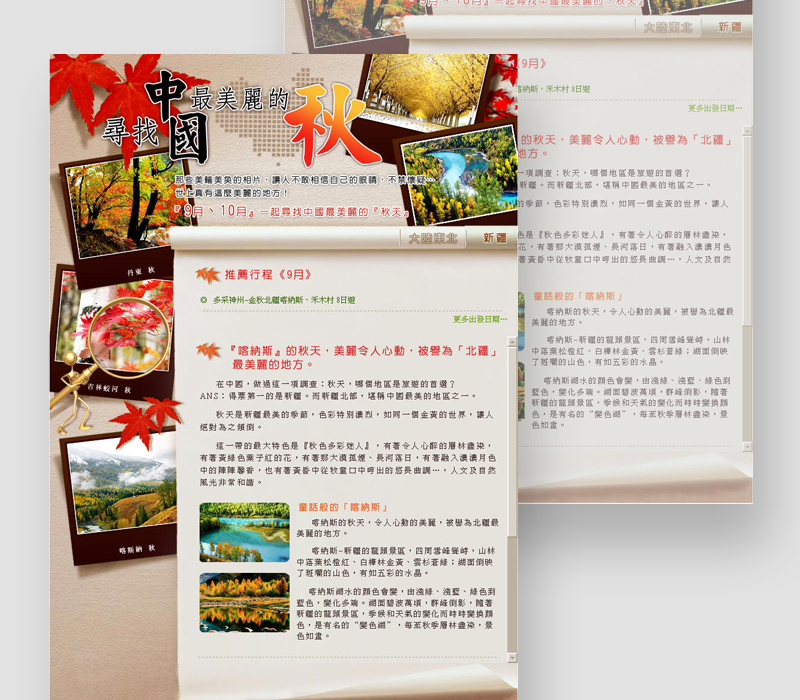 尋找中國最美麗的秋
那些美輪美奐的相片，讓人不敢相信自己的眼睛，不禁懷疑…
世上真有這麼美麗的地方！
『9月、10月』一起尋找中國最美麗的『秋天』
大陸東北
新疆
丹東 秋
吉林蛟河 秋
喀斯納 秋
推薦行程《9月》
◎ 多采神州~金秋北疆喀納斯、禾木村 8日遊
更多出發日期…
『喀納斯』的秋天，美麗令人心動，被譽為「北疆」
最美麗的地方。
在中國，做過這一項調查：秋天，哪個地區是旅遊的首選？
ANS：得票第一的是新疆。而新疆北部，堪稱中國最美的地區之一。
秋天是新疆最美的季節，色彩特別濃烈，如同一個金黃的世界，讓人
絕對為之傾倒。
這一帶的最大特色是『秋色多彩迷人』，有著令人心醉的層林盡染，
有著黃綠色葉子紅的花，有著那大漠孤煙、長河落日，有著融入濃濃月色
中的陣陣馨香，也有著黃昏中從牧童口中哼出的悠長曲調…，人文及自然
風光非常和諧。
童話般的「喀納斯」
喀納斯的秋天，令人心動的美麗，被譽為北疆最
美麗的地方。
喀納斯~新疆的龍頭景區，四周雪峰聳峙，山林
中落葉松橙紅、白樺林金黃、雲杉蒼綠；湖面倒映
了斑斕的山色，有如五彩的水晶。
喀納斯湖水的顏色會變，由淺綠、淺藍、綠色到
藍色，變化多端。湖面碧波萬頃，群峰倒影，隨著
新疆的龍頭景區，季候和天氣的變化而時時變換顏
色，是有名的"變色湖"，每至秋季層林盡染，景
色如畫。
9月、10月』一起尋找中國最美麗的『秋天』
大陸東北
新疆
9月》
喀納斯、禾木村 8日遊
更多出發日期…
的秋天，美麗令人心動，被譽為「北疆」
地方。
一項調查：秋天，哪個地區是旅遊的首選？
新疆。而新疆北部，堪稱中國最美的地區之一。
的季節，色彩特別濃烈，如同一個金黃的世界，讓人
色是『秋色多彩迷人』，有著令人心醉的層林盡染，
花，有著那大漠孤煙、長河落日，有著融入濃濃月色
有著黃昏中從牧童口中哼出的悠長曲調…，人文及自然
童話般的「喀納斯」
喀納斯的秋天，令人心動的美麗，被譽為北疆最
美麗的地方。
喀納斯~新疆的龍頭景區，四周雪峰聳峙，山林
中落葉松橙紅、白樺林金黃、雲杉蒼綠；湖面倒映
了斑斕的山色，有如五彩的水晶。
喀納斯湖水的顏色會變，由淺綠、淺藍、綠色到
藍色，變化多端。湖面碧波萬頃，群峰倒影，隨著
新疆的龍頭景區，季候和天氣的變化而時時變換顏
色，是有名的"變色湖"，每至秋季層林盡染，景
色如畫。